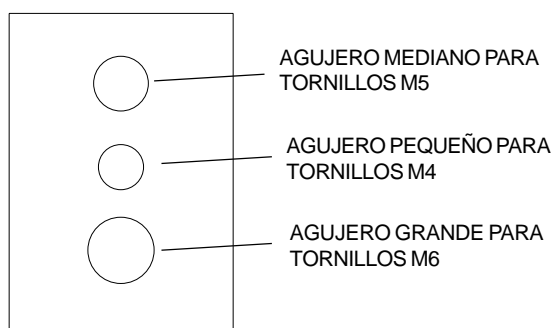 AGUJERO MEDIANO PARA
TORNILLOS M5
AGUJERO PEQUEÑO PARA
TORNILLOS M4
AGUJERO GRANDE PARA
TORNILLOS M6